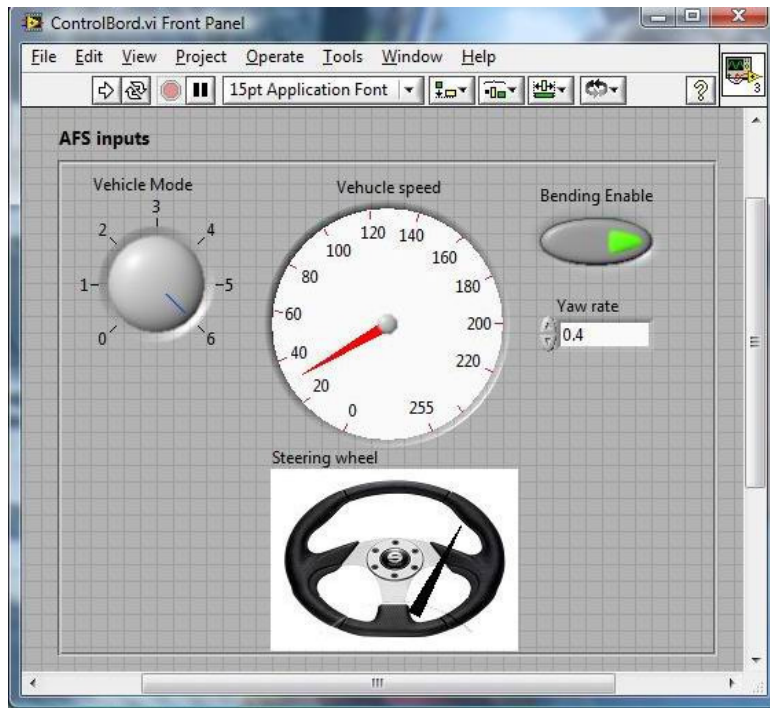 ControlBord.vi Front Panel
File Edit View Project Operate Tools Window Help
15pt Application Font
3
AFS inputs
Vehicle Mode
0 1 2 3 4 5 6
Vehucle speed
0 20 40 60 80 100 120 140 160 180 200 220 255
Bending Enable
Yaw rate
0.4
Steering wheel